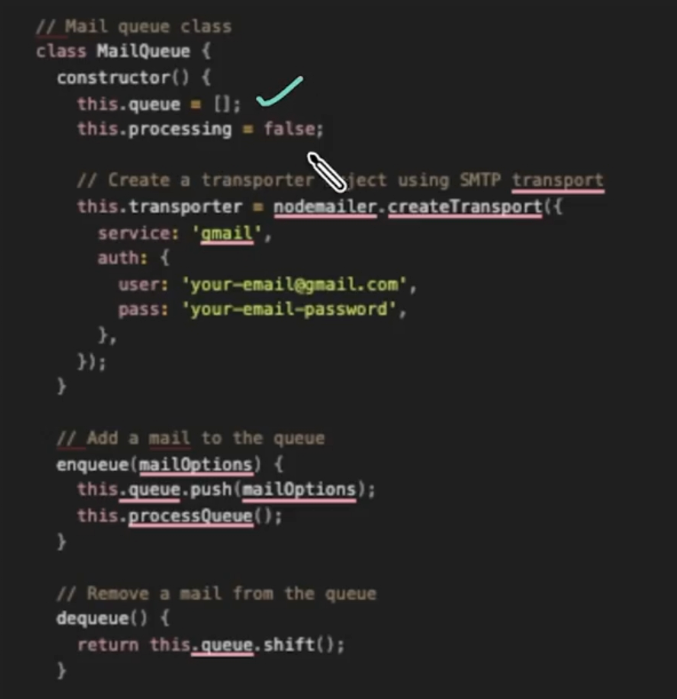 // Mail queue class
class MailQueue {
constructor() {
this.queue = [];
this.processing = false;
// Create a transporter ject using SMTP transport
this.transporter = nodemailer.createTransport({
service: 'gmail',
auth: {
user: 'your-email@gmail.com',
pass: 'your-email-password',
},
});
}
// Add a mail to the queue
enqueue(mailOptions) {
this.queue.push(mailOptions);
this.processQueue();
}
// Remove a mail from the queue
dequeue() {
return this.queue.shift();
}